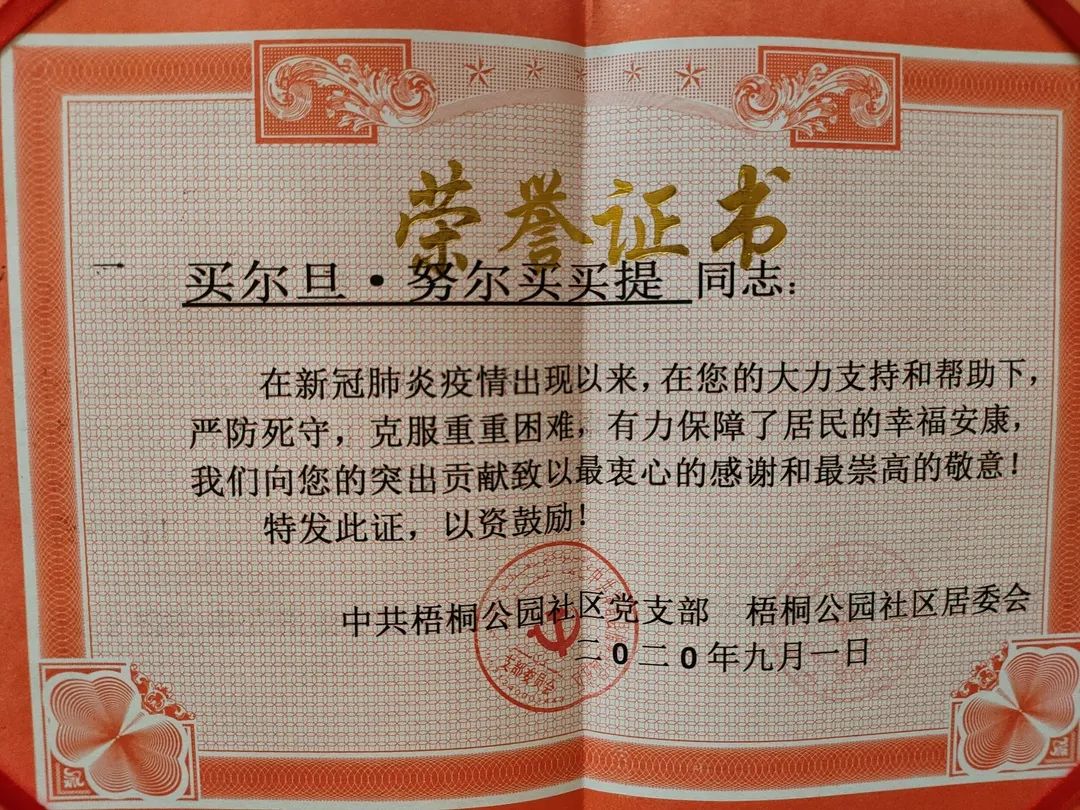 荣誉证书
买尔旦·努尔买买提 同志：
在新冠肺炎疫情出现以来，在您的大力支持和帮助下，
严防死守，克服重重困难，有力保障了居民的幸福安康，
我们向您的突出贡献致以最衷心的感谢和最崇高的敬意！
特发此证，以资鼓励！
中共梧桐公园社区党支部 梧桐公园社区居委会
二0二0年九月一日
支部委员会